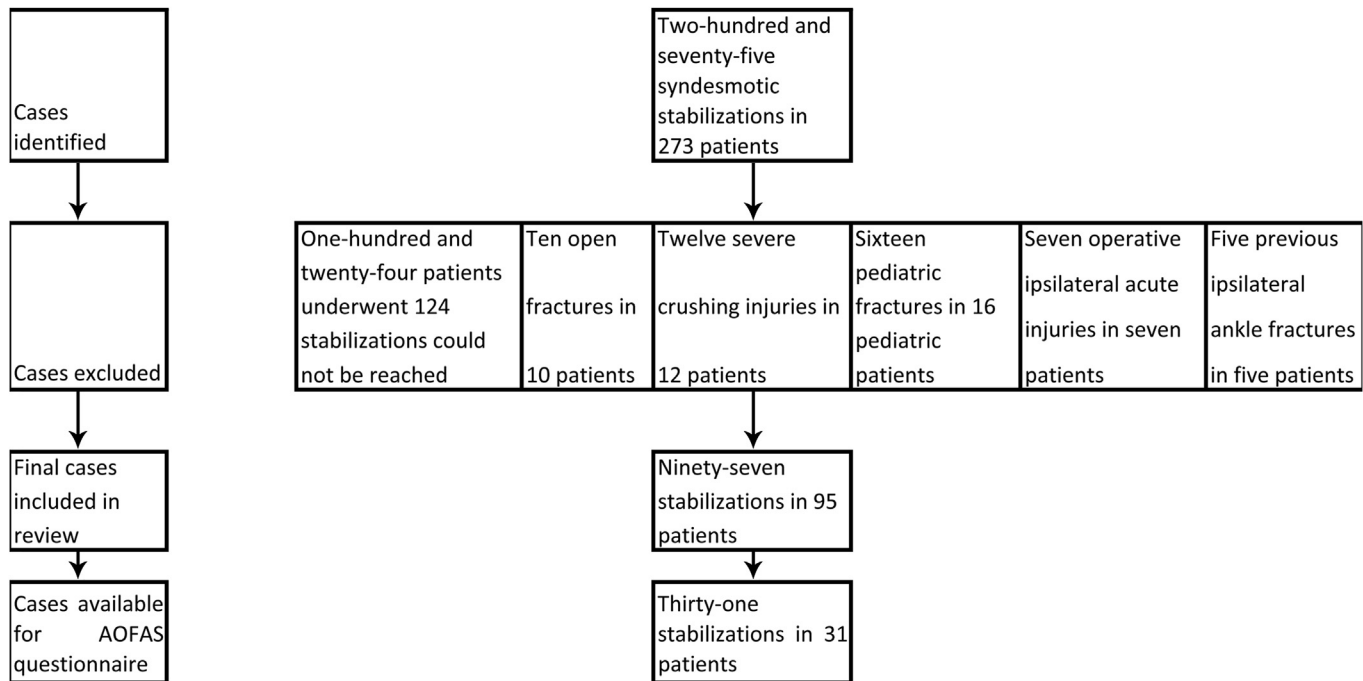 Cases
identified
Two-hundred and
seventy-five
syndesmotic
stabilizations in
273 patients
Cases excluded
One-hundred and
twenty-four patients
underwent 124
stabilizations could
not be reached
Ten open
fractures in
10 patients
Twelve severe
crushing injuries in
12 patients
Sixteen
pediatric
fractures in 16
pediatric
patients
Seven operative
ipsilateral acute
injuries in seven
patients
Five previous
ipsilateral
ankle fractures
in five patients
Final cases
included in
review
Ninety-seven
stabilizations in 95
patients
Cases available
for AOFAS
questionnaire
Thirty-one
stabilizations in 31
patients